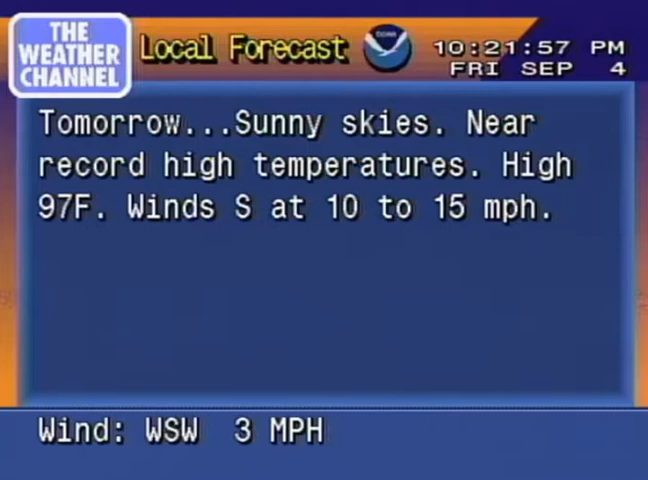 THE
WEATHER
CHANNEL
Local Forecast
NOAA
10:21:57 PM
FRI SEP 4
Tomorrow...Sunny skies. Near
record high temperatures. High
97F. Winds S at 10 to 15 mph.
Wind: WSW 3 MPH